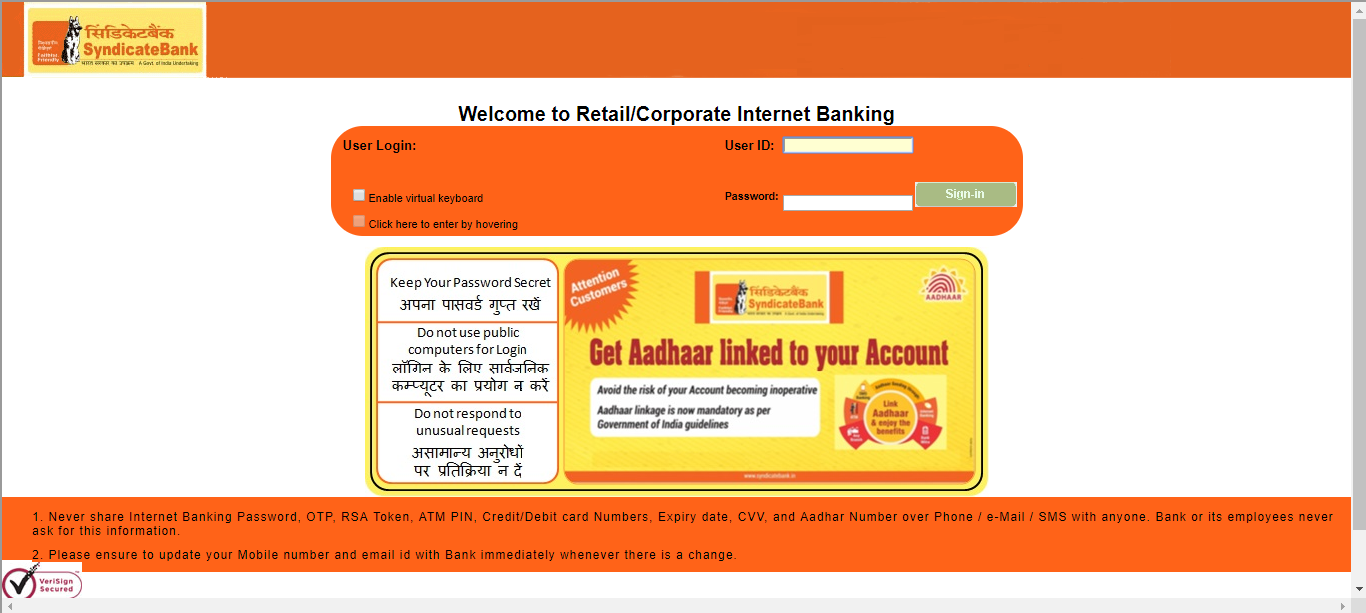 सिंडिकेटबैंक
SyndicateBank
भारत सरकार का उपक्रम A Govt. of India Undertaking
Faithful
Friendly
Welcome to Retail/Corporate Internet Banking
User Login:
User ID:
Enable virtual keyboard
Password:
Sign-in
Click here to enter by hovering
Keep Your Password Secret
अपना पासवर्ड गुप्त रखें
Do not use public
computers for Login
लॉगिन के लिए सार्वजनिक
कम्प्यूटर का प्रयोग न करें
Do not respond to
unusual requests
असामान्य अनुरोधों
पर प्रतिक्रिया न दें
Attention
Customers
सिंडिकेटबैंक
SyndicateBank
AADHAAR
Get Aadhaar linked to your Account
Avoid the risk of your Account becoming inoperative
Aadhaar linkage is now mandatory as per
Government of India guidelines
Link
Aadhaar
& enjoy the
benefits
www.syndicatebank.in
1. Never share Internet Banking Password, OTP, RSA Token, ATM PIN, Credit/Debit card Numbers, Expiry date, CVV, and Aadhar Number over Phone / e-Mail / SMS with anyone. Bank or its employees never
ask for this information.
2. Please ensure to update your Mobile number and email id with Bank immediately whenever there is a change.
VeriSign
Secured